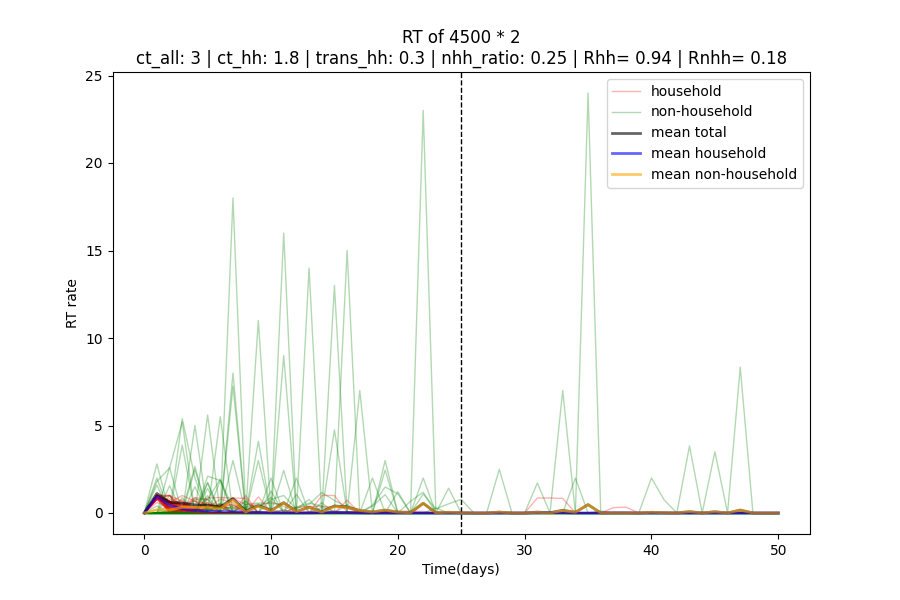 RT of 4500 * 2
ct_all: 3 | ct_hh: 1.8 | trans_hh: 0.3 | nhh_ratio: 0.25 | Rhh= 0.94 | Rnhh= 0.18
25
20
15
10
5
0
RT rate
household
non-household
mean total
mean household
mean non-household
0
10
20
30
40
50
Time(days)